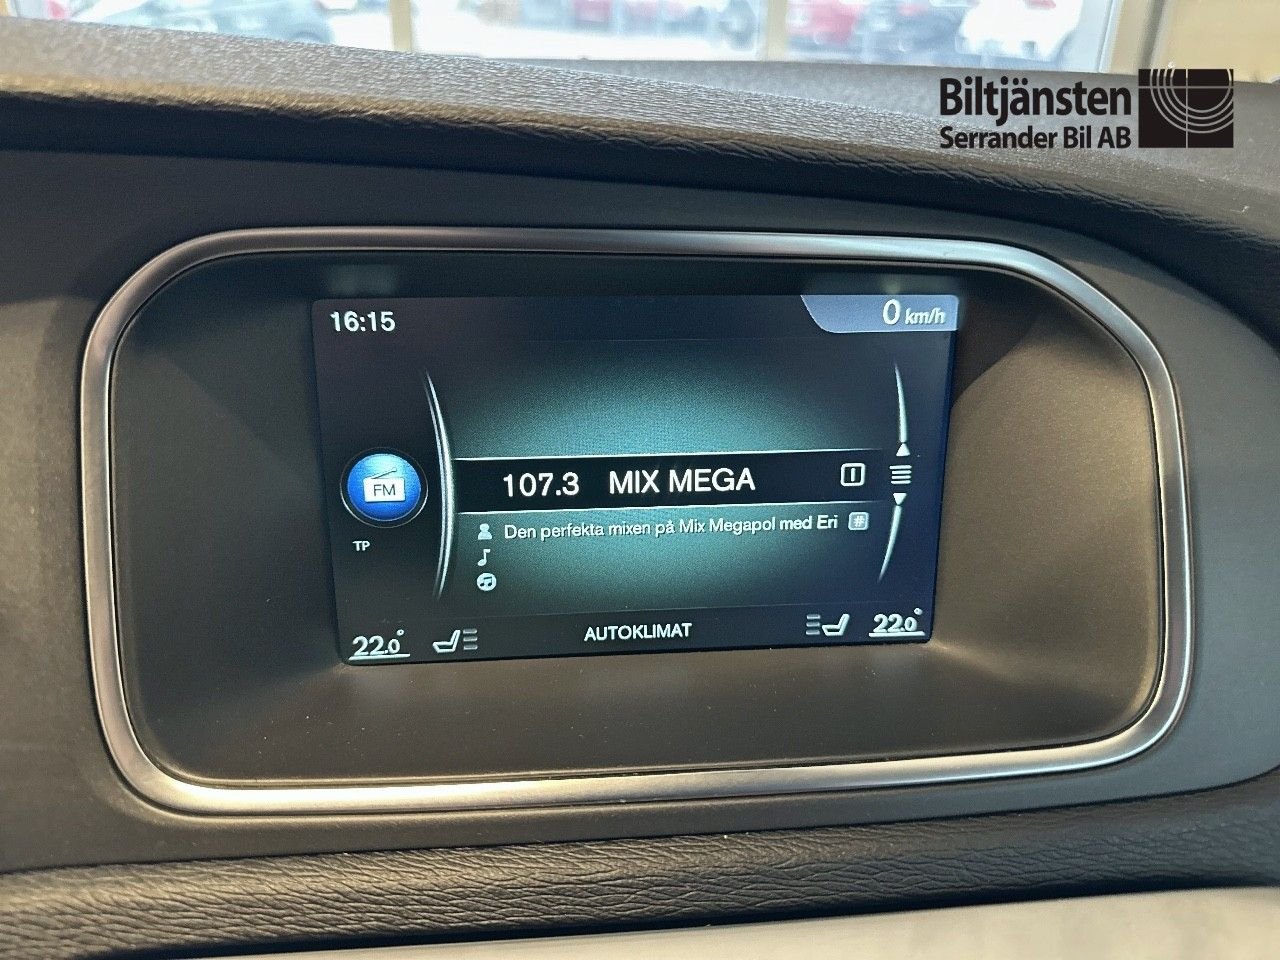 Biltjänsten
Serrander Bil AB
16:15
0 km/h
107.3 MIX MEGA
FM
Den perfekta mixen på Mix Megapol med Eri #
TP
22.0° AUTOKLIMAT 22.0°